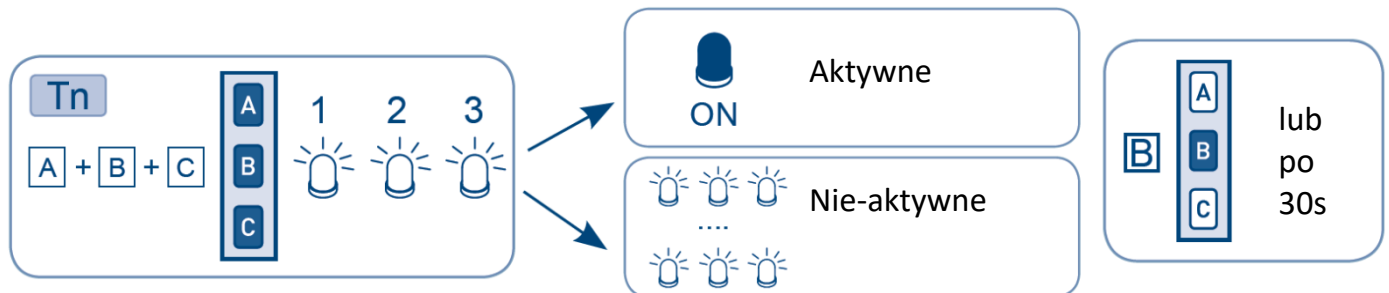 Tn
A + B + C
A
B
C
1 2 3
ON
Aktywne
....
Nie-aktywne
B
A
B
C
lub
po
30s